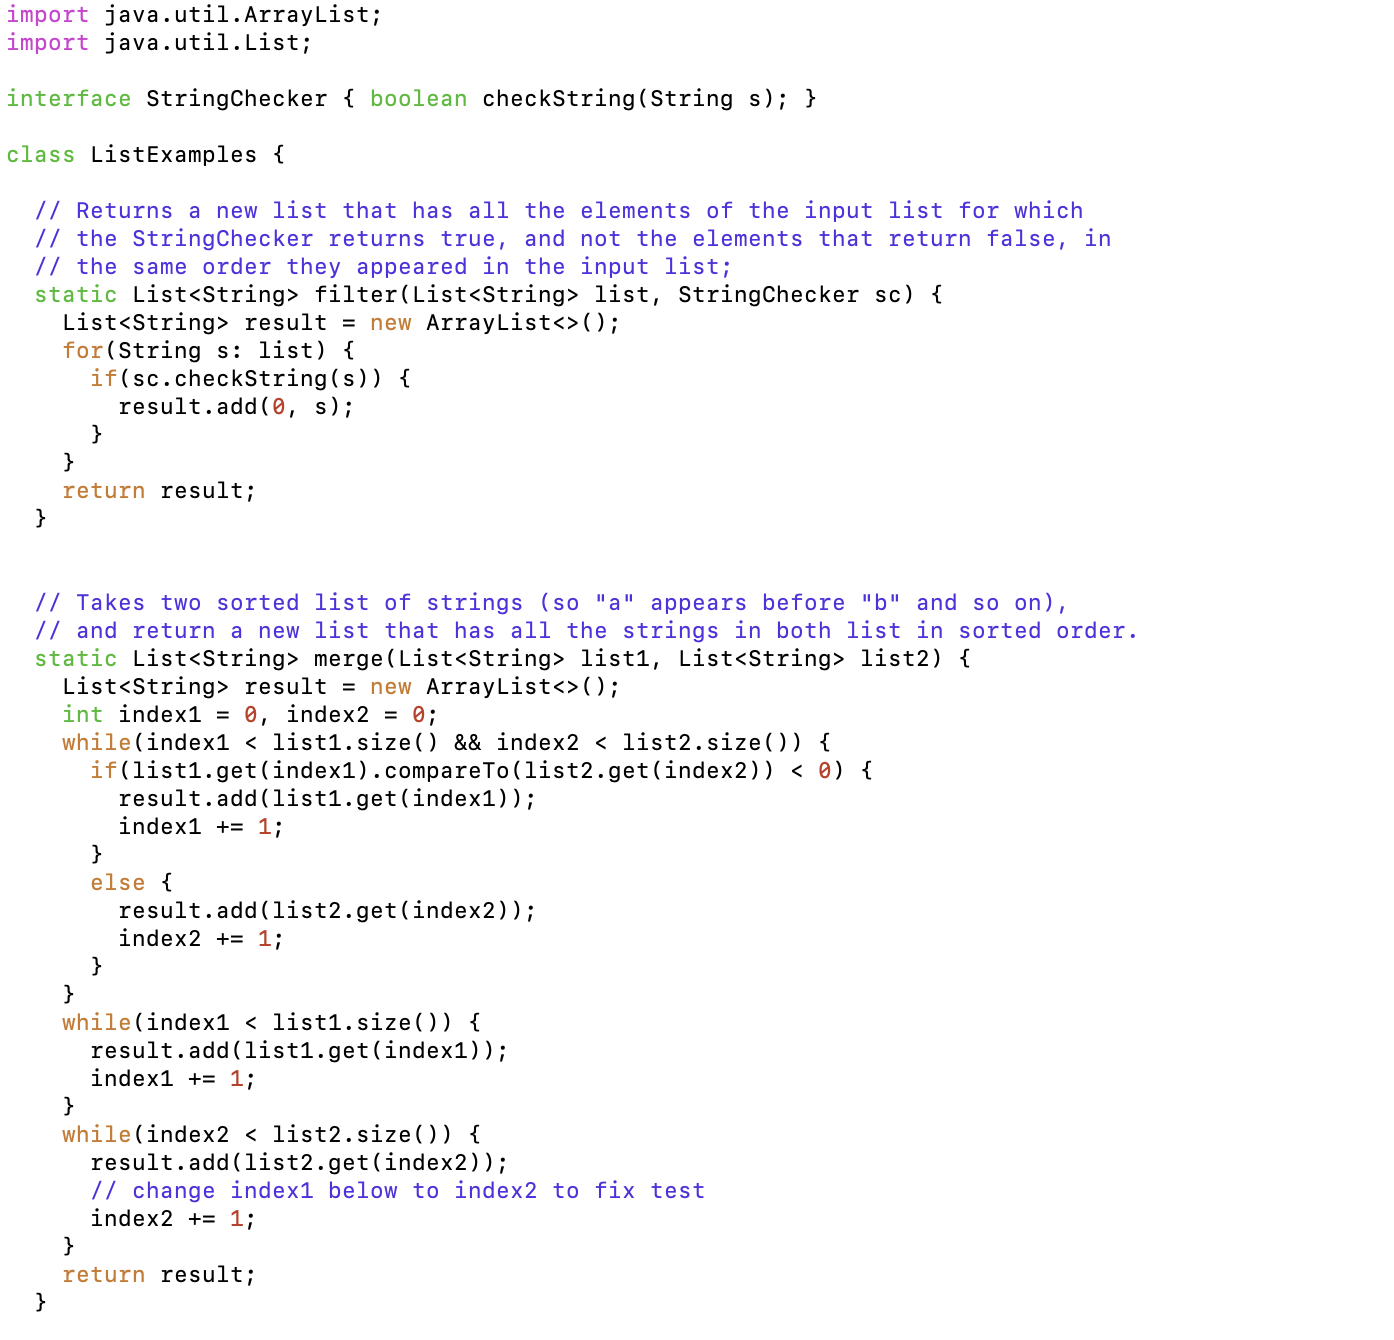 import java.util.ArrayList;
import java.util.List;

interface StringChecker { boolean checkString(String s); }

class ListExamples {

  // Returns a new list that has all the elements of the input list for which
  // the StringChecker returns true, and not the elements that return false, in
  // the same order they appeared in the input list;
  static List<String> filter(List<String> list, StringChecker sc) {
    List<String> result = new ArrayList<>();
    for(String s: list) {
      if(sc.checkString(s)) {
        result.add(0, s);
      }
    }
    return result;
  }


  // Takes two sorted list of strings (so "a" appears before "b" and so on),
  // and return a new list that has all the strings in both list in sorted order.
  static List<String> merge(List<String> list1, List<String> list2) {
    List<String> result = new ArrayList<>();
    int index1 = 0, index2 = 0;
    while(index1 < list1.size() && index2 < list2.size()) {
      if(list1.get(index1).compareTo(list2.get(index2)) < 0) {
        result.add(list1.get(index1));
        index1 += 1;
      }
      else {
        result.add(list2.get(index2));
        index2 += 1;
      }
    }
    while(index1 < list1.size()) {
      result.add(list1.get(index1));
      index1 += 1;
    }
    while(index2 < list2.size()) {
      result.add(list2.get(index2));
      // change index1 below to index2 to fix test
      index2 += 1;
    }
    return result;
  }